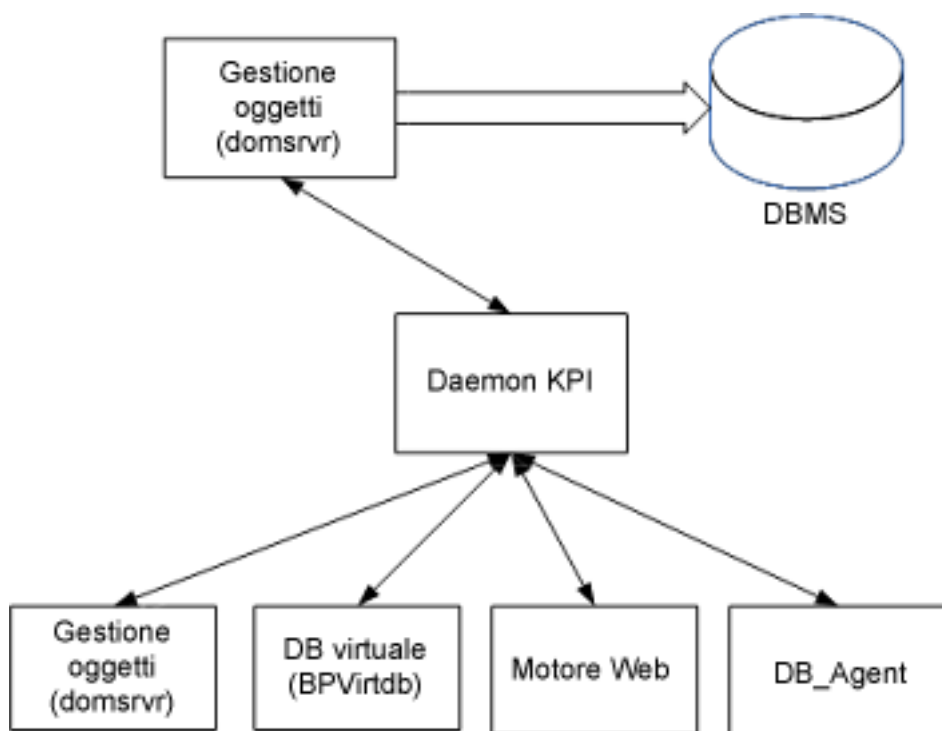 Gestione
oggetti
(domsrvr)
DBMS
Daemon KPI
Gestione
oggetti
(domsrvr)
DB virtuale
(BPVirtdb)
Motore Web
DB_Agent